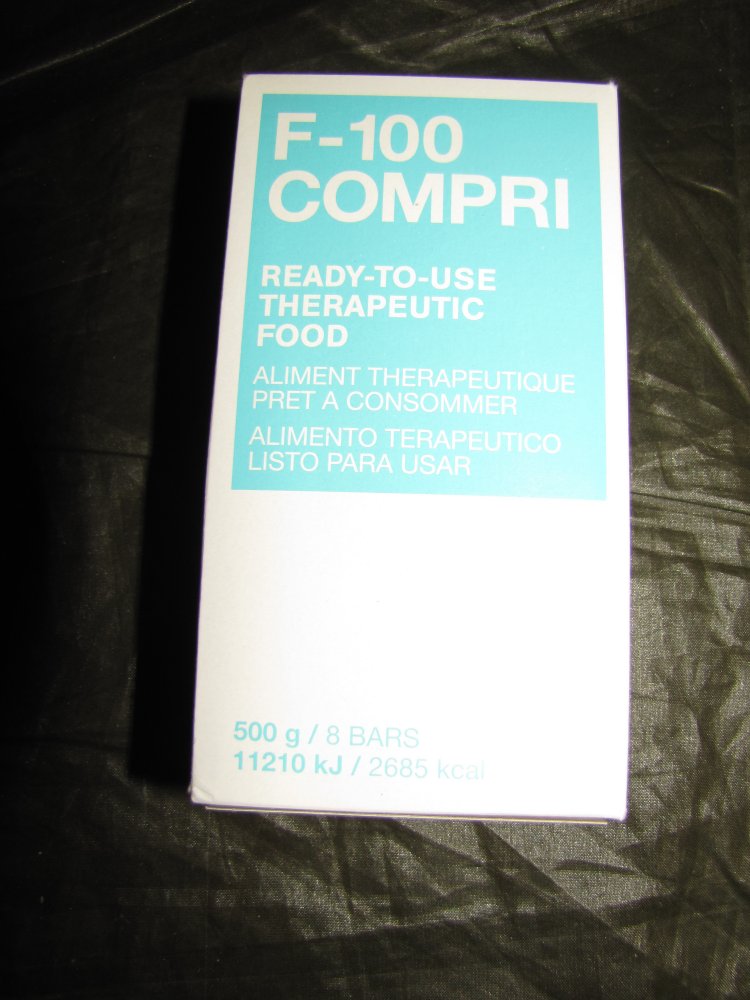 F-100
COMPRI
READY-TO-USE
THERAPEUTIC
FOOD
ALIMENT THERAPEUTIQUE
PRET A CONSOMMER
ALIMENTO TERAPEUTICO
LISTO PARA USAR
500 g / 8 BARS
11210 kJ / 2685 kcal